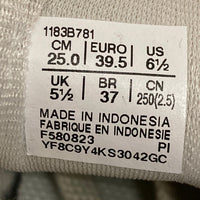 1183B781
CM EURO US
25.0 39.5 6½
UK BR CN
5½ 37 250(2.5)
MADE IN INDONESIA
FABRIQUE EN INDONESIE
F580823 PI
YF8C9Y4KS3042GC